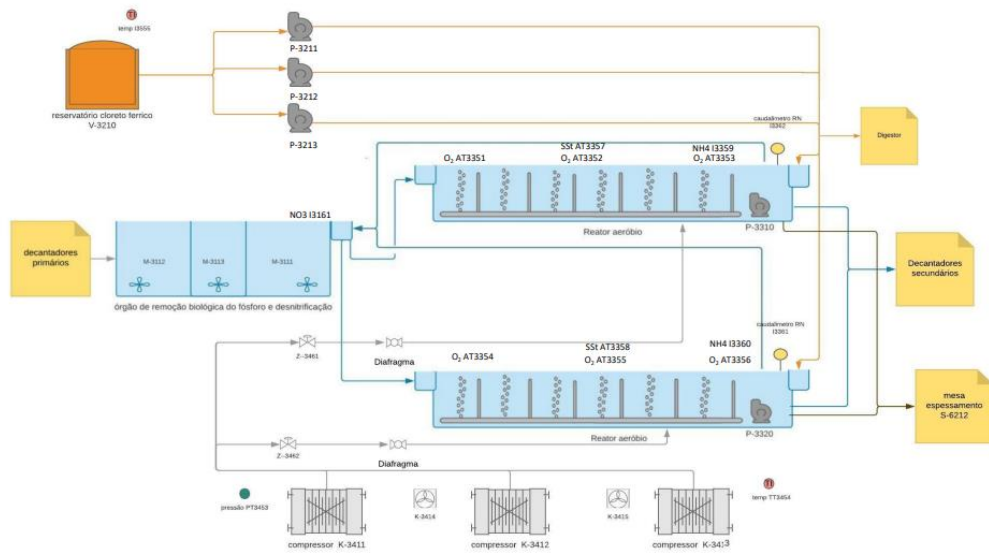 TI
temp I3555
P-3211
P-3212
P-3213
reservatório cloreto ferrico
V-3210
caudalimetro RN
I3362
Digestor
SSt AT3357
NH4 I3359
O₂ AT3351
O₂ AT3352
O₂ AT3353
P-3310
Reator aeróbio
NO3 I3161
decantadores
primários
M-3112
M-3113
M-3111
órgão de remoção biológica do fósforo e desnitrificação
Decantadores
secundários
caudalimetro RN
I3361
Z-3461
Diafragma
SSt AT3358
NH4 I3360
O₂ AT3354
O₂ AT3355
O₂ AT3356
mesa
espessamento
S-6212
P-3320
Reator aeróbio
Z-3462
Diafragma
pressão PT3453
K-3414
K-3415
TI
temp TT3454
compressor K-3411
compressor K-3412
compressor K-3413